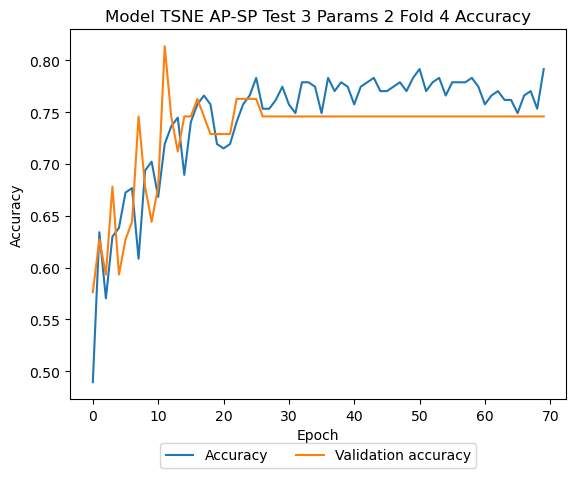 Model TSNE AP-SP Test 3 Params 2 Fold 4 Accuracy
0.80
0.75
0.70
0.65
0.60
0.55
0.50
Accuracy
0 10 20 30 40 50 60 70
Epoch
Accuracy Validation accuracy